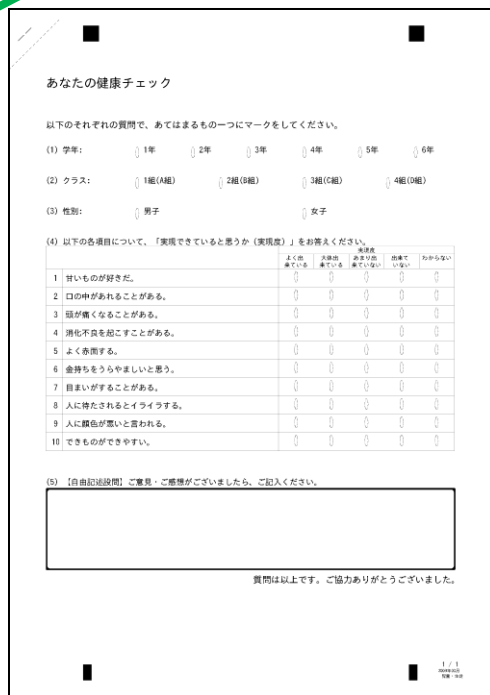 あなたの健康チェック
以下のそれぞれの質問で、あてはまるもの一つにマークをしてください。
(1) 学年: 1年 2年 3年 4年 5年 6年
(2) クラス: 1組(A組) 2組(B組) 3組(C組) 4組(D組)
(3) 性別: 男子 女子
(4) 以下の各項目について、「実現できていると思うか（実現度）」をお答えください。
実現度
よく出来ている 大体出来ている あまり出来ていない 出来ていない わからない
1 甘いものが好きだ。
2 口の中があれることがある。
3 頭が痛くなることがある。
4 消化不良を起こすことがある。
5 よく赤面する。
6 金持ちをうらやましいと思う。
7 目まいがすることがある。
8 人に待たされるとイライラする。
9 人に顔色が悪いと言われる。
10 できものができやすい。
(5) 【自由記述設問】ご意見・ご感想がございましたら、ご記入ください。
質問は以上です。ご協力ありがとうございました。
1 / 1